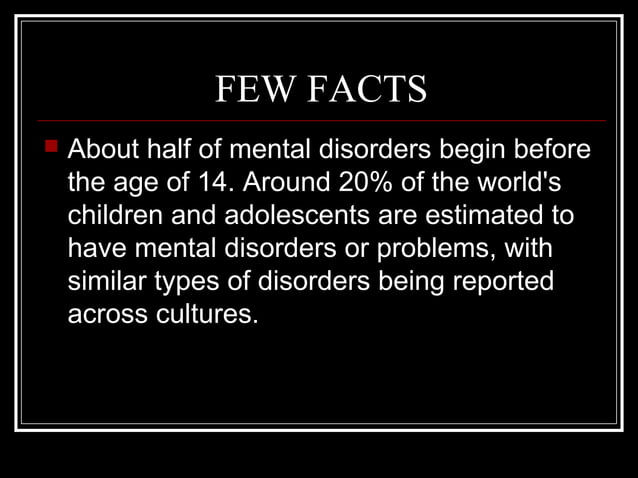 FEW FACTS
About half of mental disorders begin before
the age of 14. Around 20% of the world's
children and adolescents are estimated to
have mental disorders or problems, with
similar types of disorders being reported
across cultures.